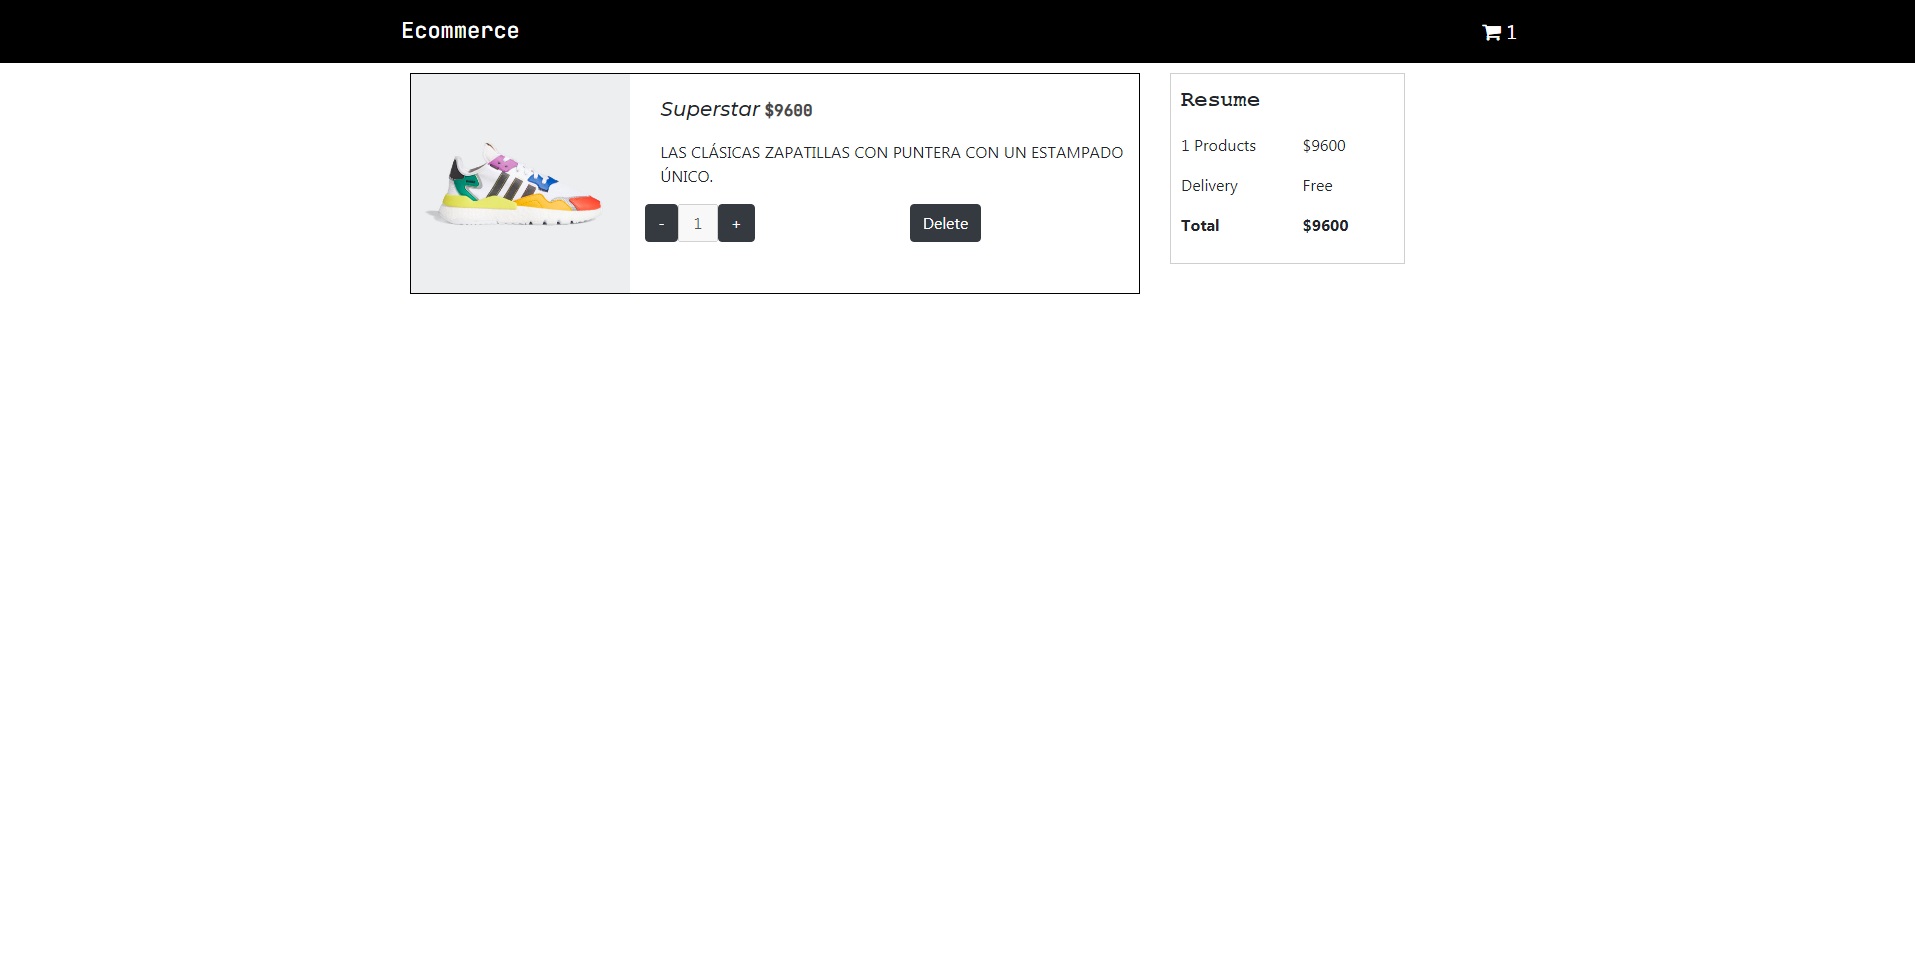 Ecommerce
1
Superstar $9600
LAS CLÁSICAS ZAPATILLAS CON PUNTERA CON UN ESTAMPADO
ÚNICO.
- 1 +
Delete
Resume
1 Products $9600
Delivery Free
Total $9600